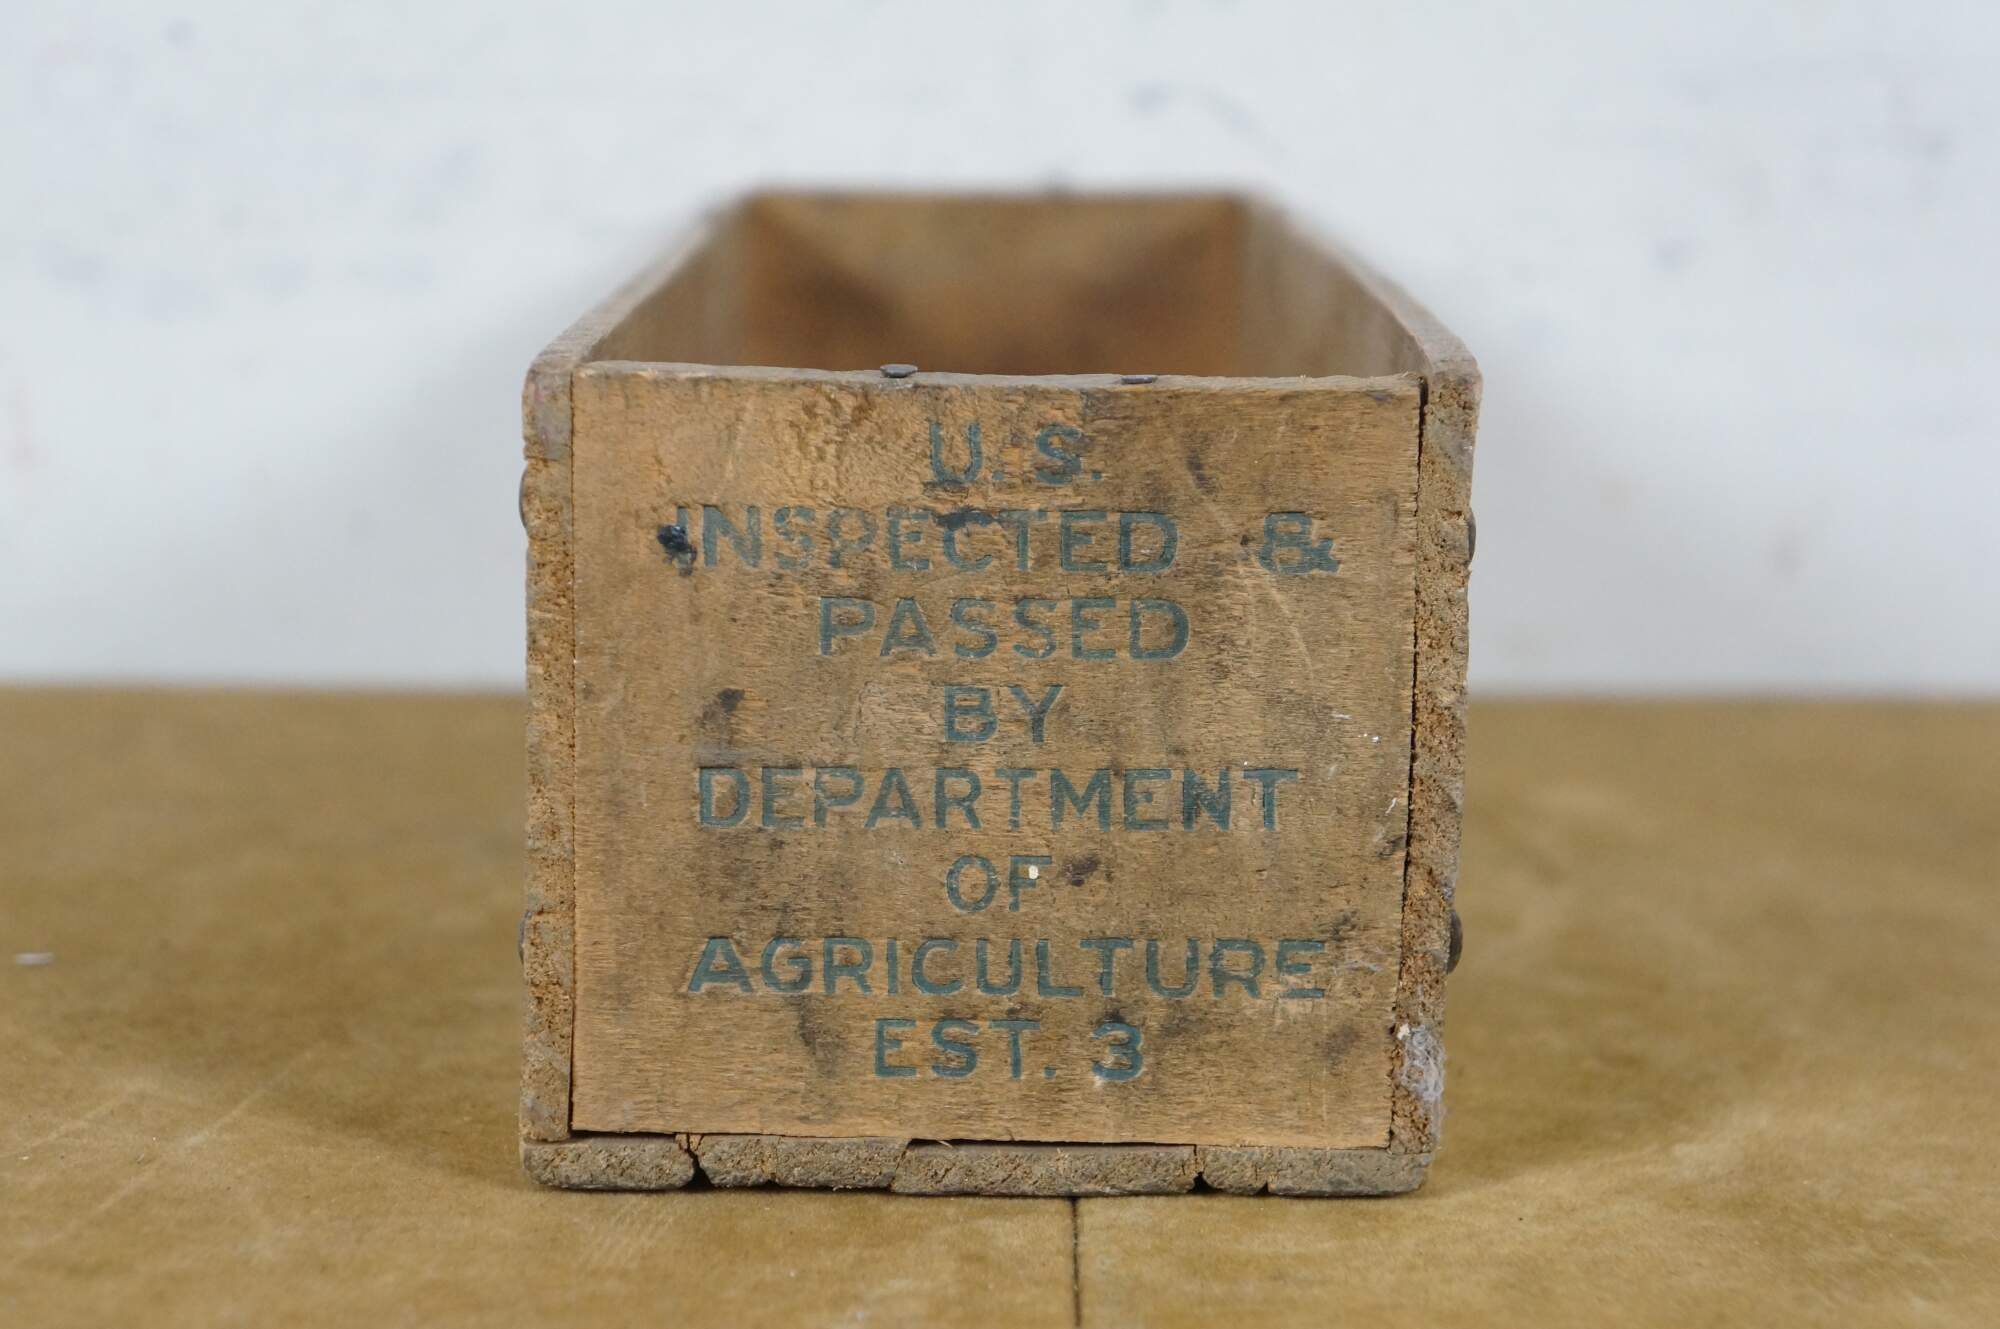 U.S.
INSPECTED &
PASSED
BY
DEPARTMENT
OF
AGRICULTURE
EST. 3